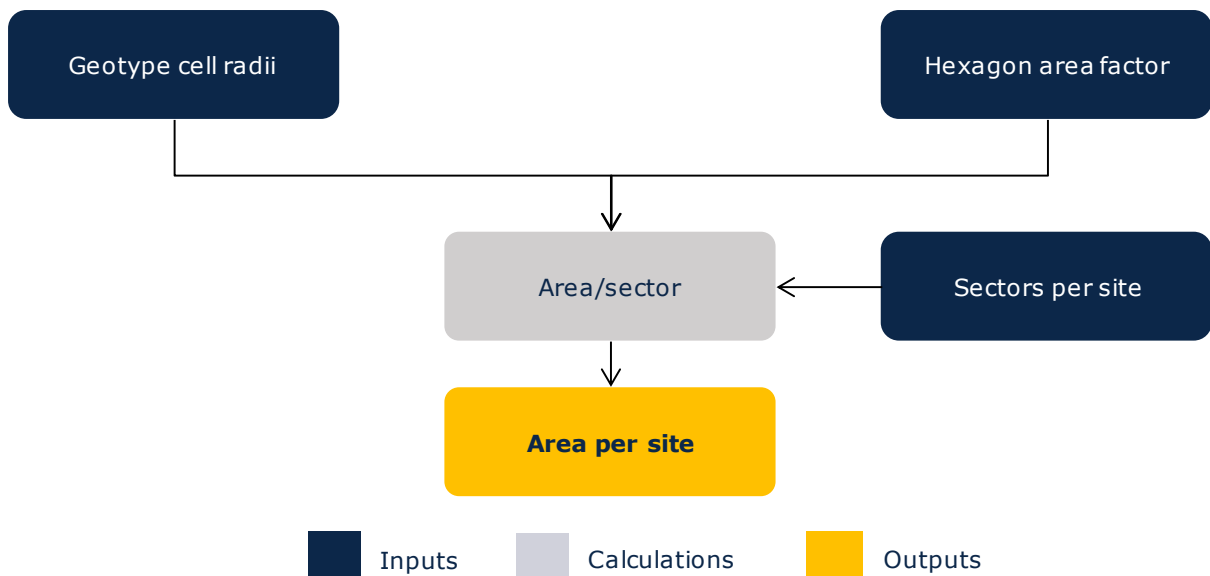 Geotype cell radii
Hexagon area factor
Area/sector
Sectors per site
Area per site
Inputs
Calculations
Outputs